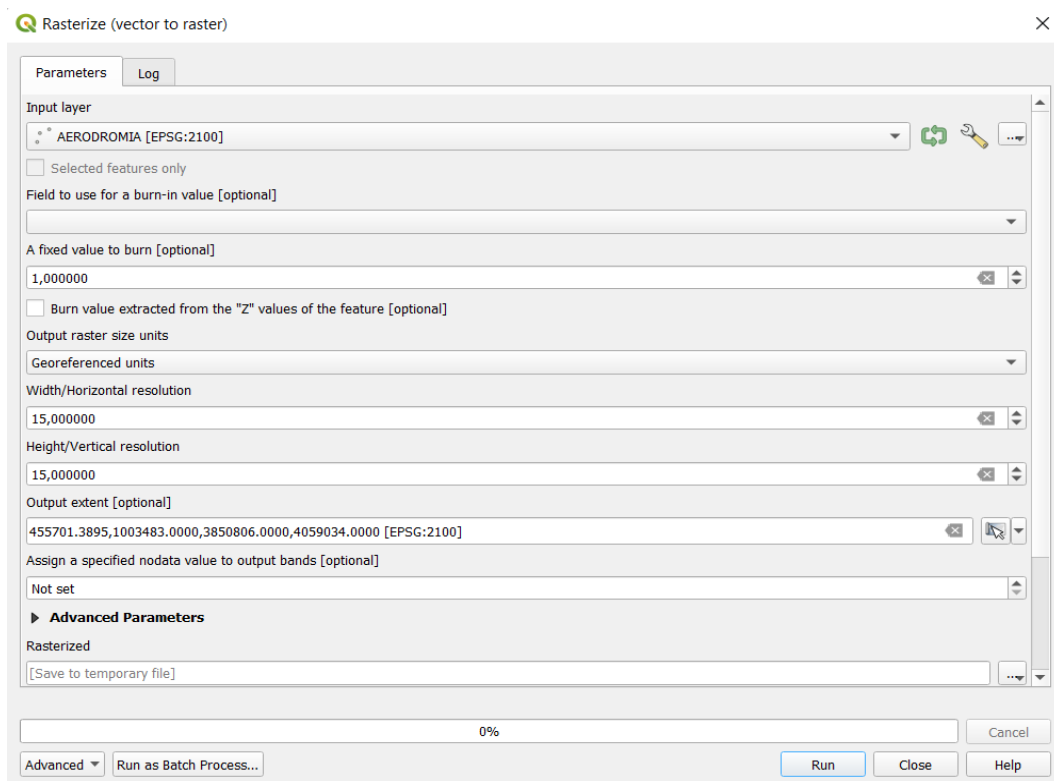 Rasterize (vector to raster)
Parameters
Log
Input layer
AERODROMIA [EPSG:2100]
...
Selected features only
Field to use for a burn-in value [optional]
A fixed value to burn [optional]
1,000000
Burn value extracted from the "Z" values of the feature [optional]
Output raster size units
Georeferenced units
Width/Horizontal resolution
15,000000
Height/Vertical resolution
15,000000
Output extent [optional]
455701.3895,1003483.0000,3850806.0000,4059034.0000 [EPSG:2100]
Assign a specified nodata value to output bands [optional]
Not set
Advanced Parameters
Rasterized
[Save to temporary file]
...
0%
Cancel
Advanced
Run as Batch Process...
Run
Close
Help